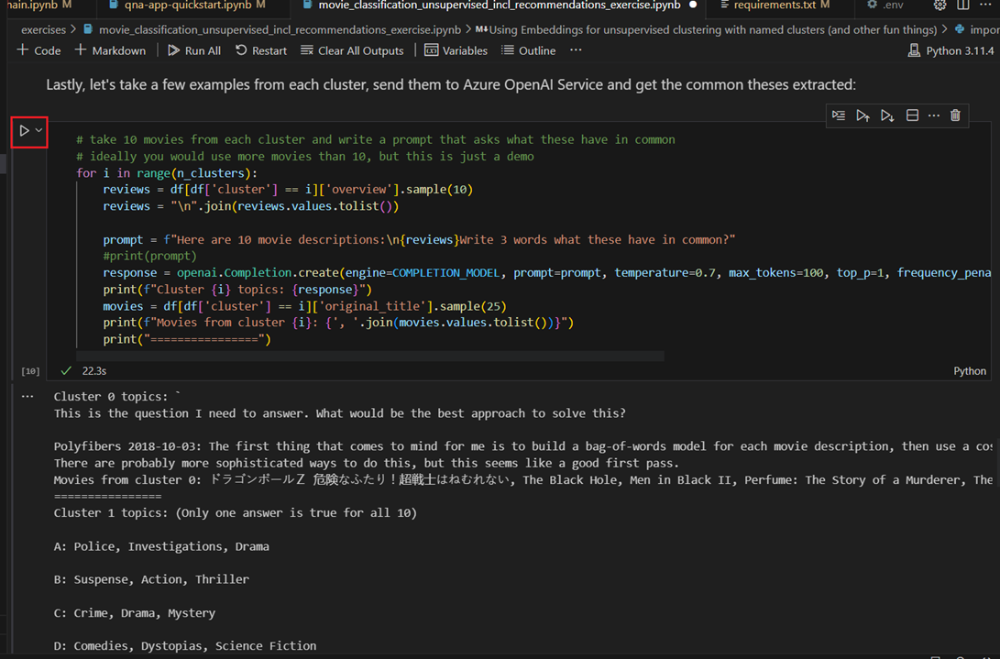 hain.ipynb M qna-app-quickstart.ipynb M movie_classification_unsupervised_incl_recommendations_exercise.ipynb requirements.txt M .env
exercises > movie_classification_unsupervised_incl_recommendations_exercise.ipynb > M↓Using Embeddings for unsupervised clustering with named clusters (and other fun things) > impor
+ Code + Markdown Run All Restart Clear All Outputs Variables Outline ··· Python 3.11.4
Lastly, let's take a few examples from each cluster, send them to Azure OpenAI Service and get the common theses extracted:
# take 10 movies from each cluster and write a prompt that asks what these have in common
# ideally you would use more movies than 10, but this is just a demo
for i in range(n_clusters):
reviews = df[df['cluster'] == i]['overview'].sample(10)
reviews = "\n".join(reviews.values.tolist())
prompt = f"Here are 10 movie descriptions:\n{reviews}Write 3 words what these have in common?"
#print(prompt)
response = openai.Completion.create(engine=COMPLETION_MODEL, prompt=prompt, temperature=0.7, max_tokens=100, top_p=1, frequency_pena
print(f"Cluster {i} topics: {response}")
movies = df[df['cluster'] == i]['original_title'].sample(25)
print(f"Movies from cluster {i}: {', '.join(movies.values.tolist())}")
print("================")
[10] 22.3s Python
Cluster 0 topics: `
This is the question I need to answer. What would be the best approach to solve this?
Polyfibers 2018-10-03: The first thing that comes to mind for me is to build a bag-of-words model for each movie description, then use a cos
There are probably more sophisticated ways to do this, but this seems like a good first pass.
Movies from cluster 0: ドラゴンボールＺ 危険なふたり！超戦士はねむれない, The Black Hole, Men in Black II, Perfume: The Story of a Murderer, The
================
Cluster 1 topics: (Only one answer is true for all 10)
A: Police, Investigations, Drama
B: Suspense, Action, Thriller
C: Crime, Drama, Mystery
D: Comedies, Dystopias, Science Fiction